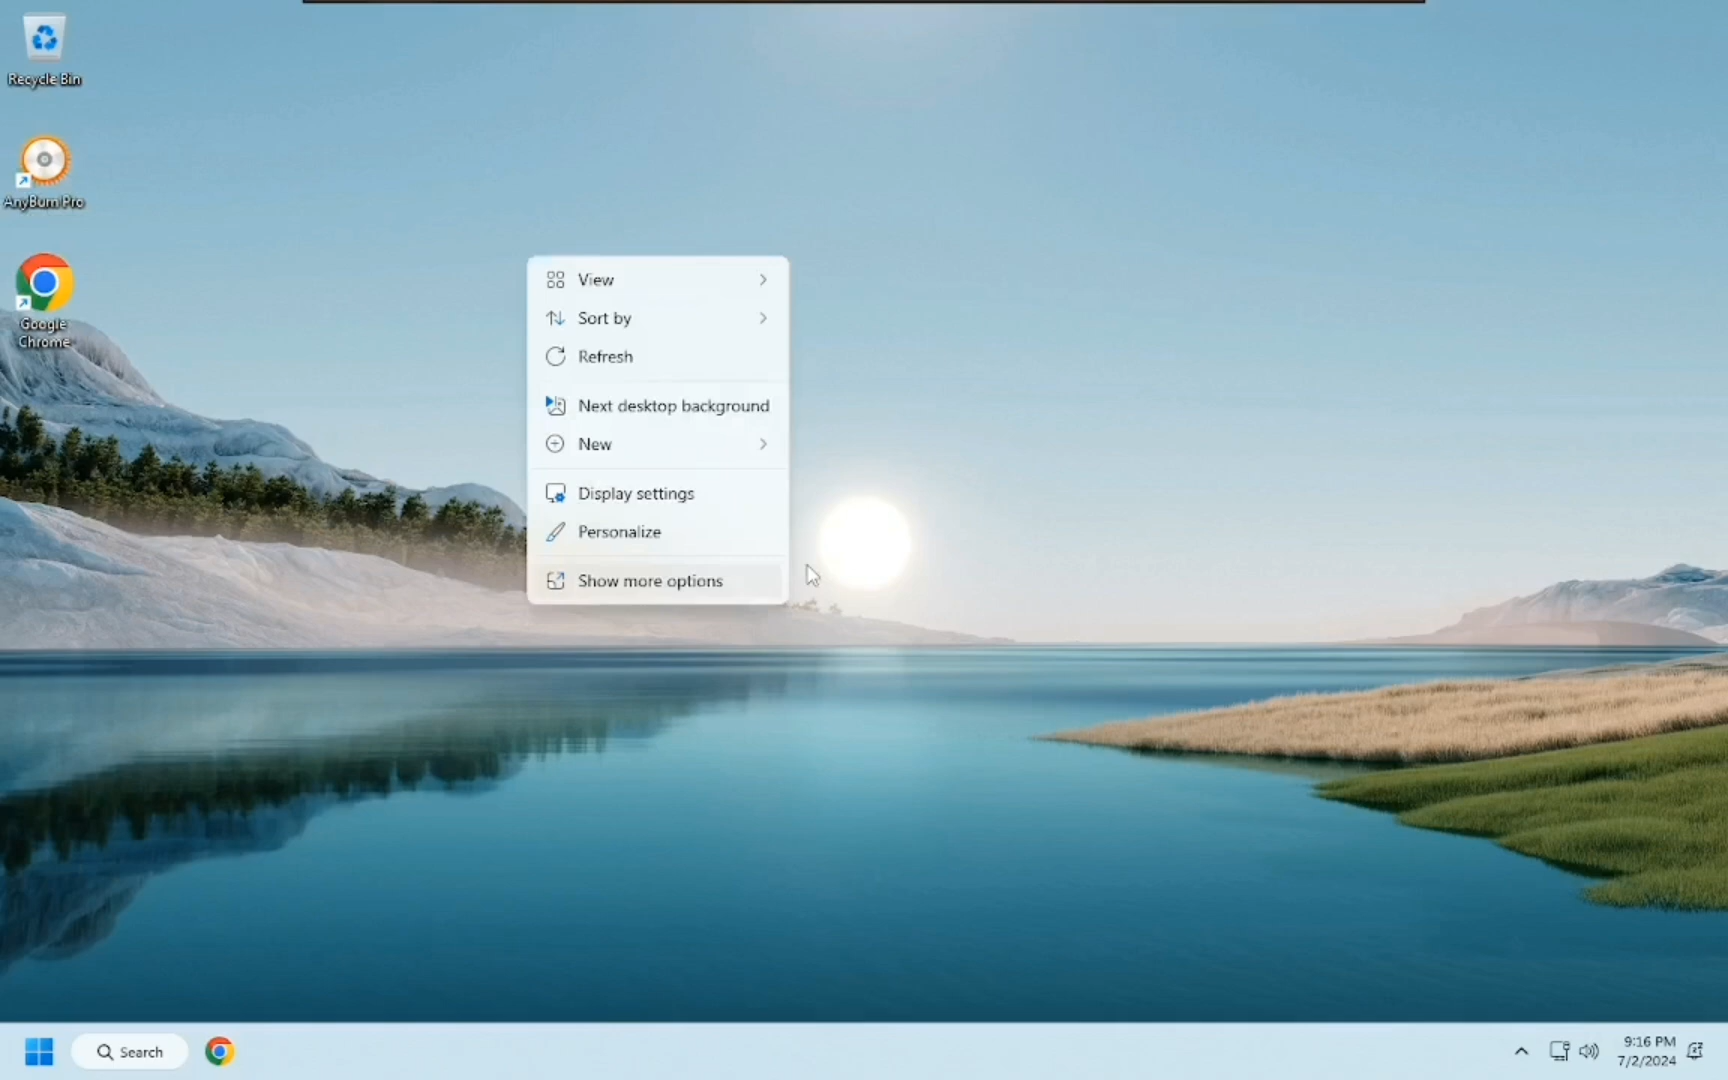 Recycle Bin
AnyBurn Pro
Google
Chrome
View
Sort by
Refresh
Next desktop background
New
Display settings
Personalize
Show more options
Search
9:16 PM
7/2/2024